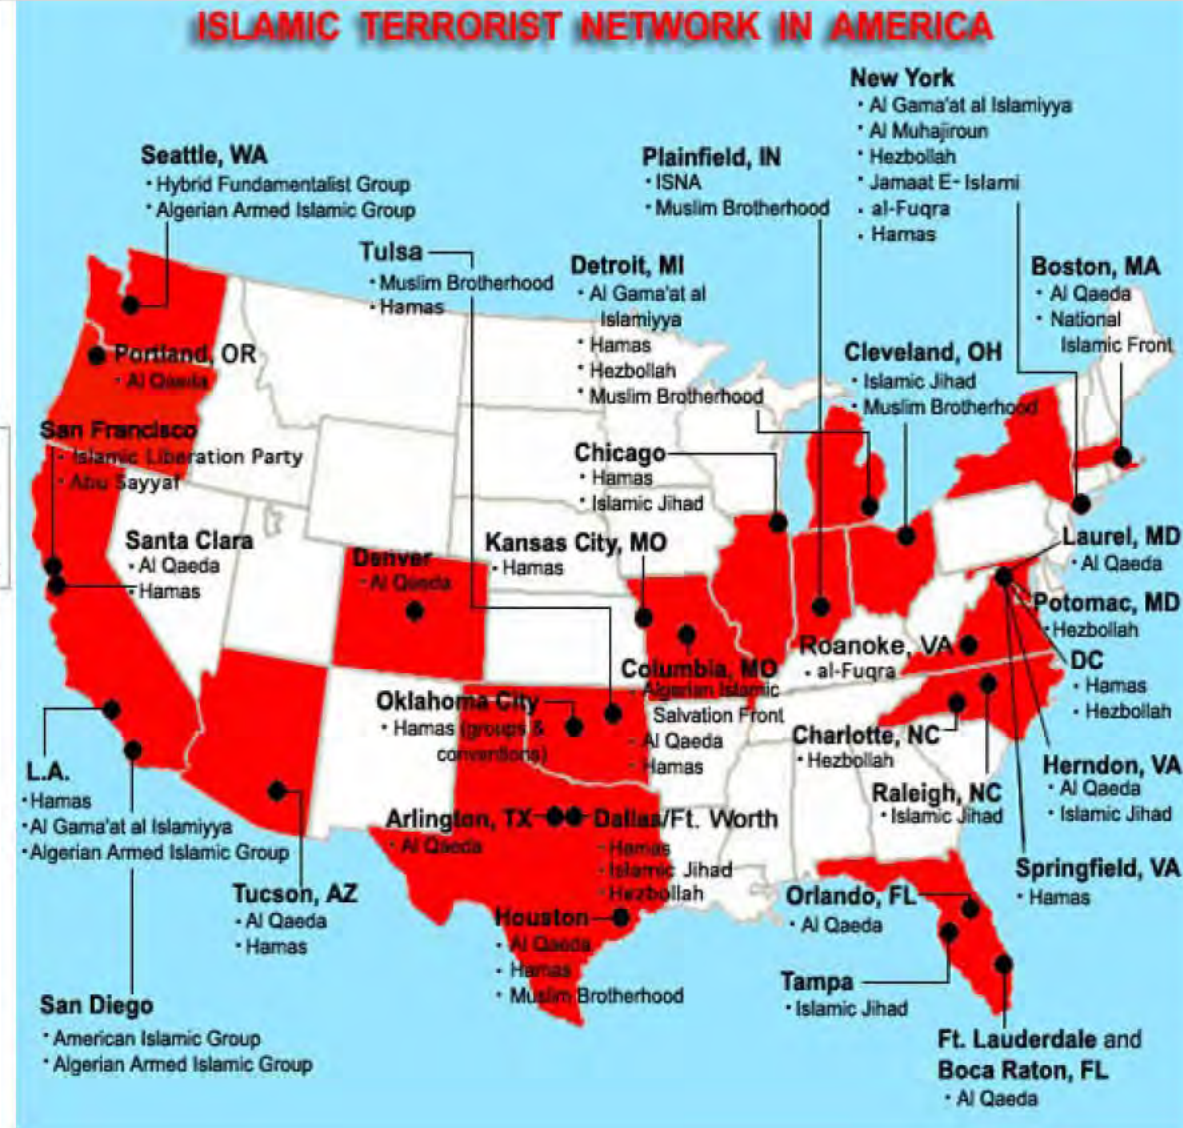 ISLAMIC TERRORIST NETWORK IN AMERICA
New York
· Al Gama'at al Islamiyya
· Al Muhajiroun
· Hezbollah
· Jamaat E- Islami
· al-Fuqra
· Hamas
Seattle, WA
· Hybrid Fundamentalist Group
· Algerian Armed Islamic Group
Plainfield, IN
· ISNA
· Muslim Brotherhood
Tulsa
· Muslim Brotherhood
· Hamas
Detroit, MI
· Al Gama'at al
Islamiyya
· Hamas
· Hezbollah
· Muslim Brotherhood
Boston, MA
· Al Qaeda
· National
Islamic Front
Cleveland, OH
· Islamic Jihad
· Muslim Brotherhood
Portland, OR
· Al Qaeda
San Francisco
· Islamic Liberation Party
· Abu Sayyaf
Chicago
· Hamas
· Islamic Jihad
Santa Clara
· Al Qaeda
· Hamas
Denver
· Al Qaeda
Kansas City, MO
· Hamas
Laurel, MD
· Al Qaeda
Potomac, MD
· Hezbollah
Roanoke, VA
· al-Fuqra
DC
· Hamas
· Hezbollah
Columbia, MO
· Algerian Islamic
Salvation Front
· Al Qaeda
· Hamas
Oklahoma City
· Hamas (groups &
conventions)
Charlotte, NC
· Hezbollah
Raleigh, NC
· Islamic Jihad
Herndon, VA
· Al Qaeda
· Islamic Jihad
L.A.
· Hamas
· Al Gama'at al Islamiyya
· Algerian Armed Islamic Group
Arlington, TX
· Al Qaeda
Dallas/Ft. Worth
· Hamas
· Islamic Jihad
· Hezbollah
Springfield, VA
· Hamas
Tucson, AZ
· Al Qaeda
· Hamas
Orlando, FL
· Al Qaeda
Houston
· Al Qaeda
· Hamas
· Muslim Brotherhood
Tampa
· Islamic Jihad
San Diego
· American Islamic Group
· Algerian Armed Islamic Group
Ft. Lauderdale and
Boca Raton, FL
· Al Qaeda